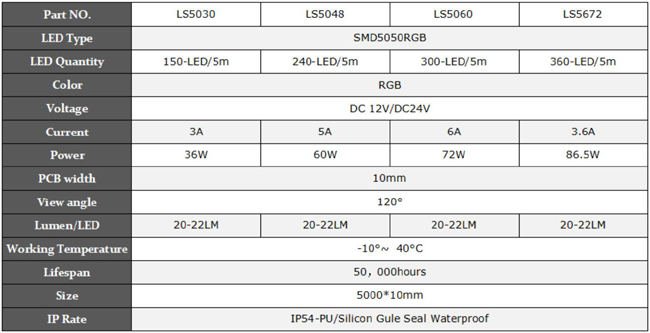 Part NO. LS5030 LS5048 LS5060 LS5672
LED Type SMD5050RGB
LED Quantity 150-LED/5m 240-LED/5m 300-LED/5m 360-LED/5m
Color RGB
Voltage DC 12V/DC24V
Current 3A 5A 6A 3.6A
Power 36W 60W 72W 86.5W
PCB width 10mm
View angle 120°
Lumen/LED 20-22LM 20-22LM 20-22LM 20-22LM
Working Temperature -10°~ 40°C
Lifespan 50，000hours
Size 5000*10mm
IP Rate IP54-PU/Silicon Gule Seal Waterproof